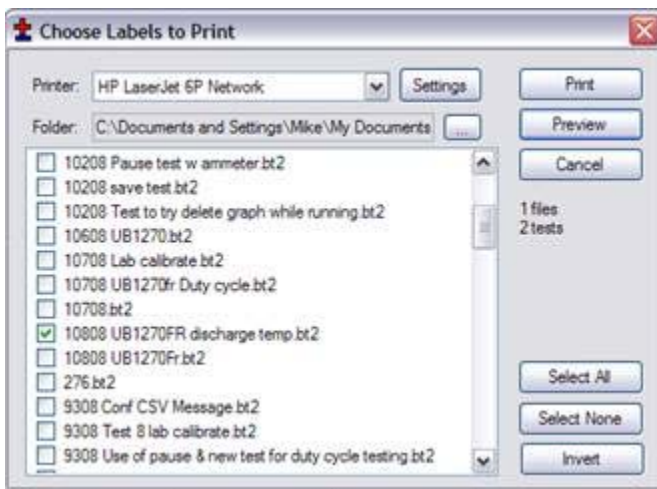 Choose Labels to Print
Printer: HP LaserJet 6P Network Settings Print
Folder: C:\Documents and Settings\Mike\My Documents ... Preview
Cancel
1 files
2 tests
10208 Pause test w ammeter.bt2
10208 save test.bt2
10208 Test to try delete graph while running.bt2
10608 UB1270.bt2
10708 Lab calibrate.bt2
10708 UB1270fr Duty cycle.bt2
10708.bt2
10808 UB1270FR discharge temp.bt2
10808 UB1270Fr.bt2
276.bt2
9308 Conf CSV Message.bt2
9308 Test 8 lab calibrate.bt2
9308 Use of pause & new test for duty cycle testing.bt2
Select All
Select None
Invert